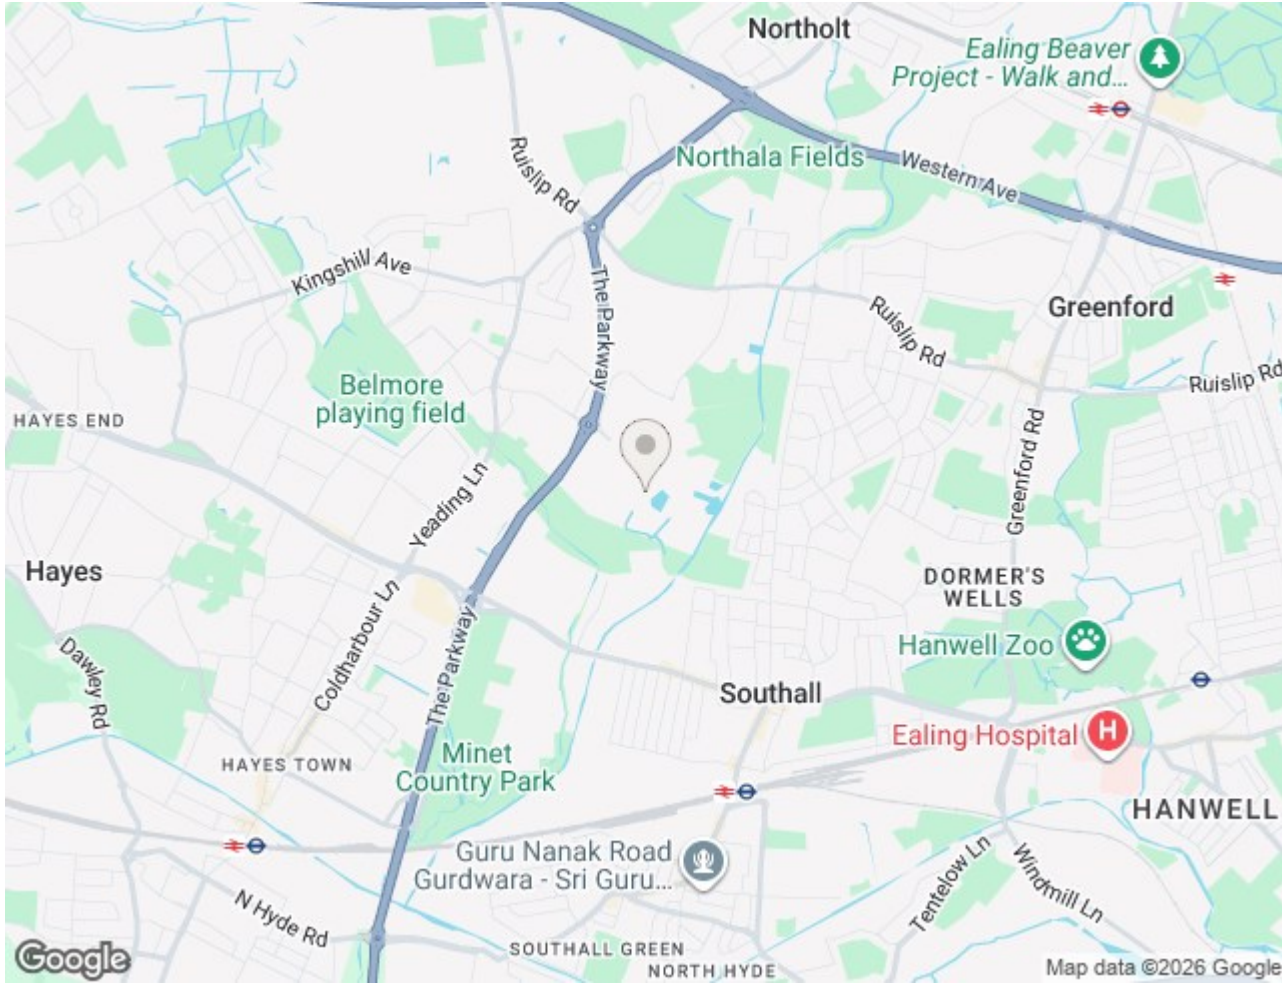 Northolt
Ealing Beaver
Project - Walk and...
Ruislip Rd
Northala Fields
Western Ave
Kingshill Ave
The Parkway
Ruislip Rd
Greenford
Ruislip Rd
Belmore
playing field
HAYES END
Greenford Rd
Yeading Ln
Hayes
DORMER'S
WELLS
Coldharbour Ln
The Parkway
Hanwell Zoo
Dawley Rd
Southall
Ealing Hospital
H
HAYES TOWN
Minet
Country Park
HANWELL
Guru Nanak Road
Gurdwara - Sri Guru...
Tentelow Ln
Windmill Ln
N Hyde Rd
SOUTHALL GREEN
NORTH HYDE
Google
Map data ©2026 Google